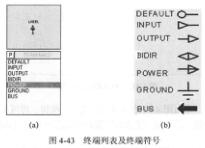 LABEL
P
DEFAULT
INPUT
OUTPUT
BIDIR
GROUND
BUS
(a)
DEFAULT
INPUT
OUTPUT
BIDIR
POWER
GROUND
BUS
(b)
图 4-43 终端列表及终端符号